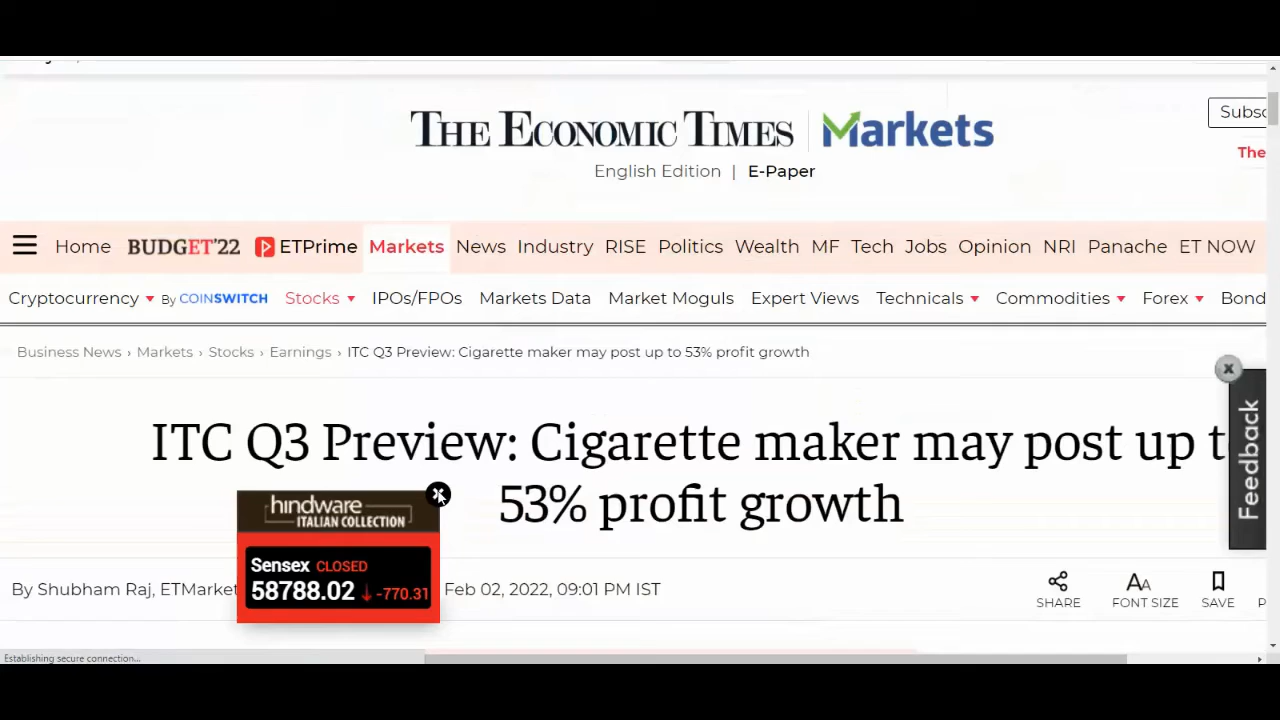 THE ECONOMIC TIMES Markets
Subsc
English Edition | E-Paper
The
Home BUDGET'22 ETPrime Markets News Industry RISE Politics Wealth MF Tech Jobs Opinion NRI Panache ET NOW
Cryptocurrency By COINSWITCH Stocks IPOs/FPOs Markets Data Market Moguls Expert Views Technicals Commodities Forex Bond
Business News › Markets › Stocks › Earnings › ITC Q3 Preview: Cigarette maker may post up to 53% profit growth
ITC Q3 Preview: Cigarette maker may post up t
53% profit growth
Feedback
hindware
ITALIAN COLLECTION
Sensex CLOSED
58788.02 ↓ -770.31
By Shubham Raj, ETMarket
Feb 02, 2022, 09:01 PM IST
SHARE FONT SIZE SAVE P
Establishing secure connection...